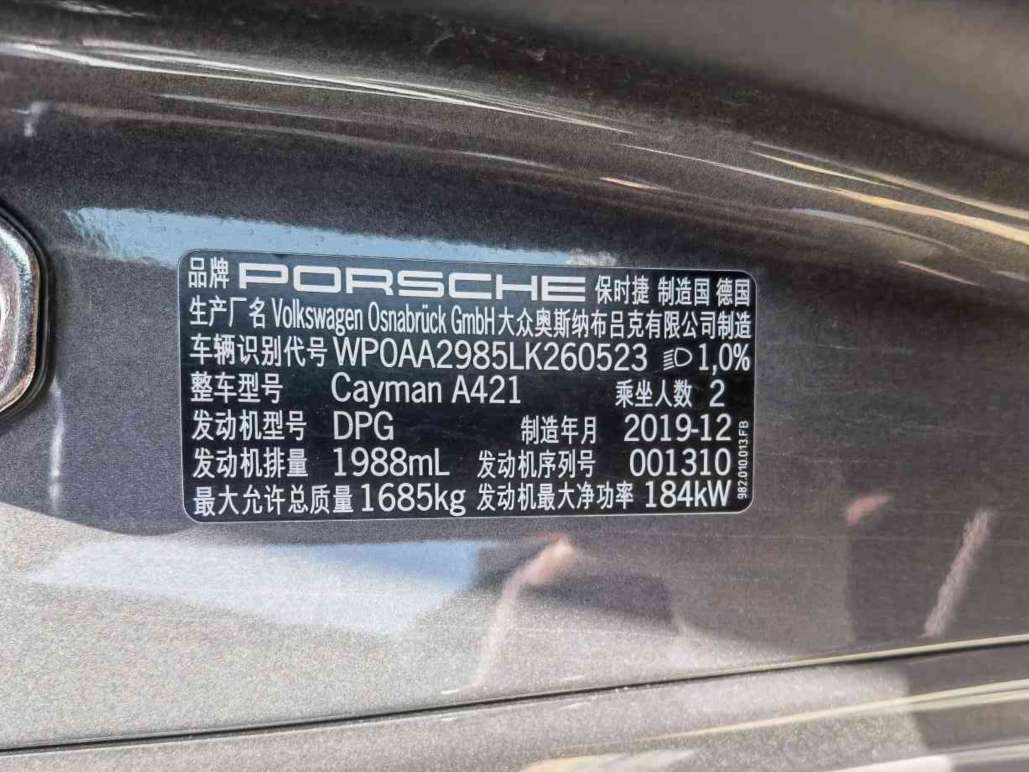 品牌 PORSCHE 保时捷 制造国 德国
生产厂名 Volkswagen Osnabrück GmbH大众奥斯纳布吕克有限公司制造
车辆识别代号 WP0AA2985LK260523 1,0%
整车型号 Cayman A421 乘坐人数 2
发动机型号 DPG 制造年月 2019-12
发动机排量 1988mL 发动机序列号 001310
最大允许总质量 1685kg 发动机最大净功率 184kW
982.010.013.FB